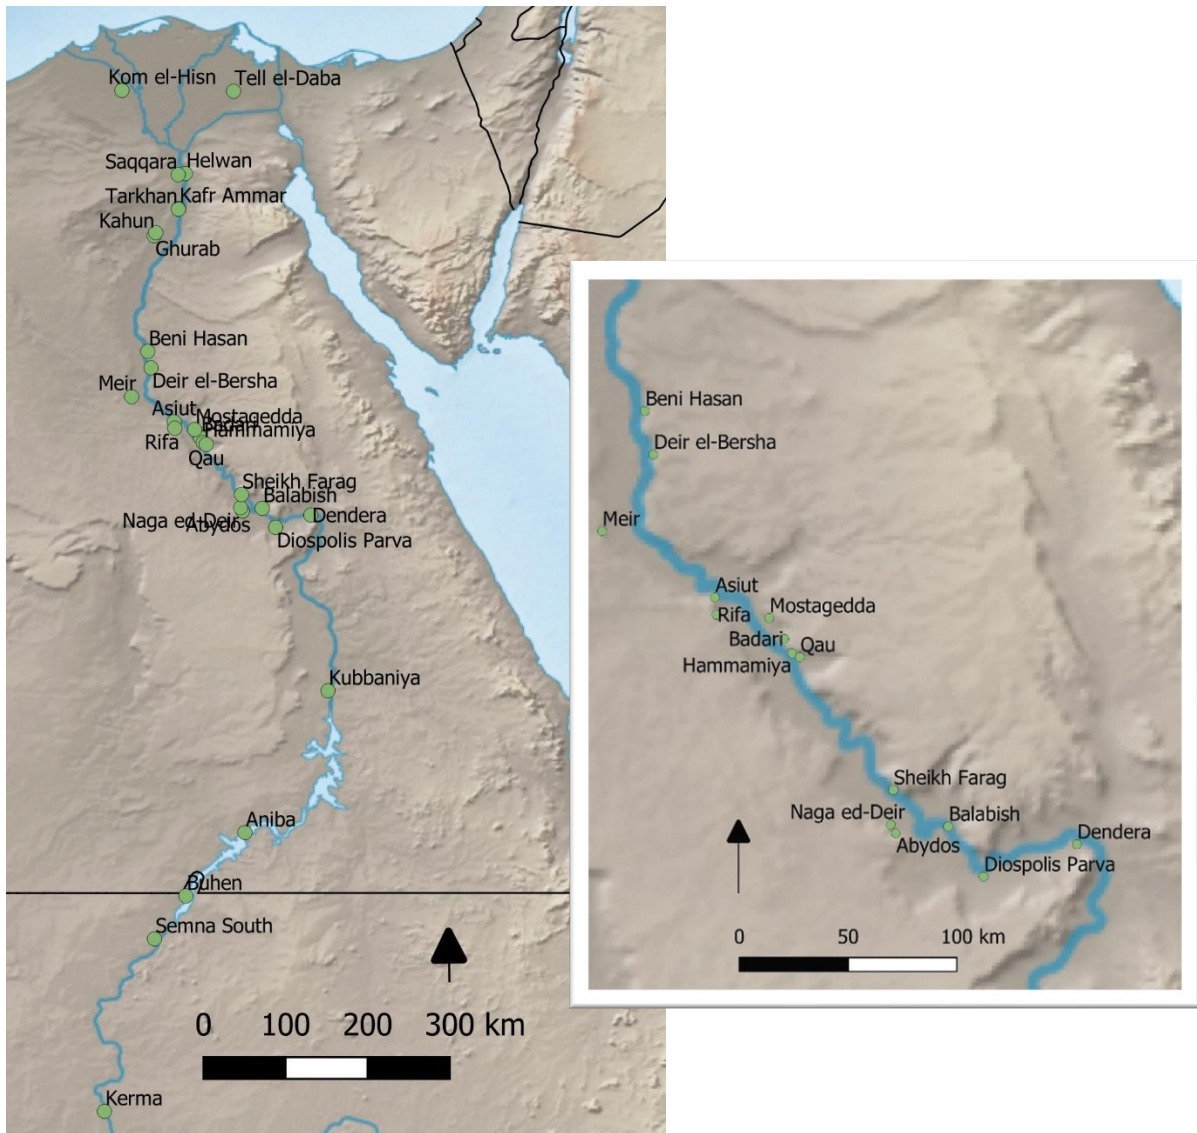 Kom el-Hisn
Tell el-Daba
Saqqara
Helwan
Tarkhan
Kafr Ammar
Kahun
Ghurab
Beni Hasan
Deir el-Bersha
Meir
Asiut
Mostagedda
Badari
Hammamiya
Rifa
Qau
Sheikh Farag
Balabish
Naga ed-Deir
Abydos
Dendera
Diospolis Parva
Kubbaniya
Aniba
Buhen
Semna South
0 100 200 300 km
Kerma
Beni Hasan
Deir el-Bersha
Meir
Asiut
Rifa
Mostagedda
Badari
Qau
Hammamiya
Sheikh Farag
Naga ed-Deir
Balabish
Abydos
Dendera
Diospolis Parva
0 50 100 km